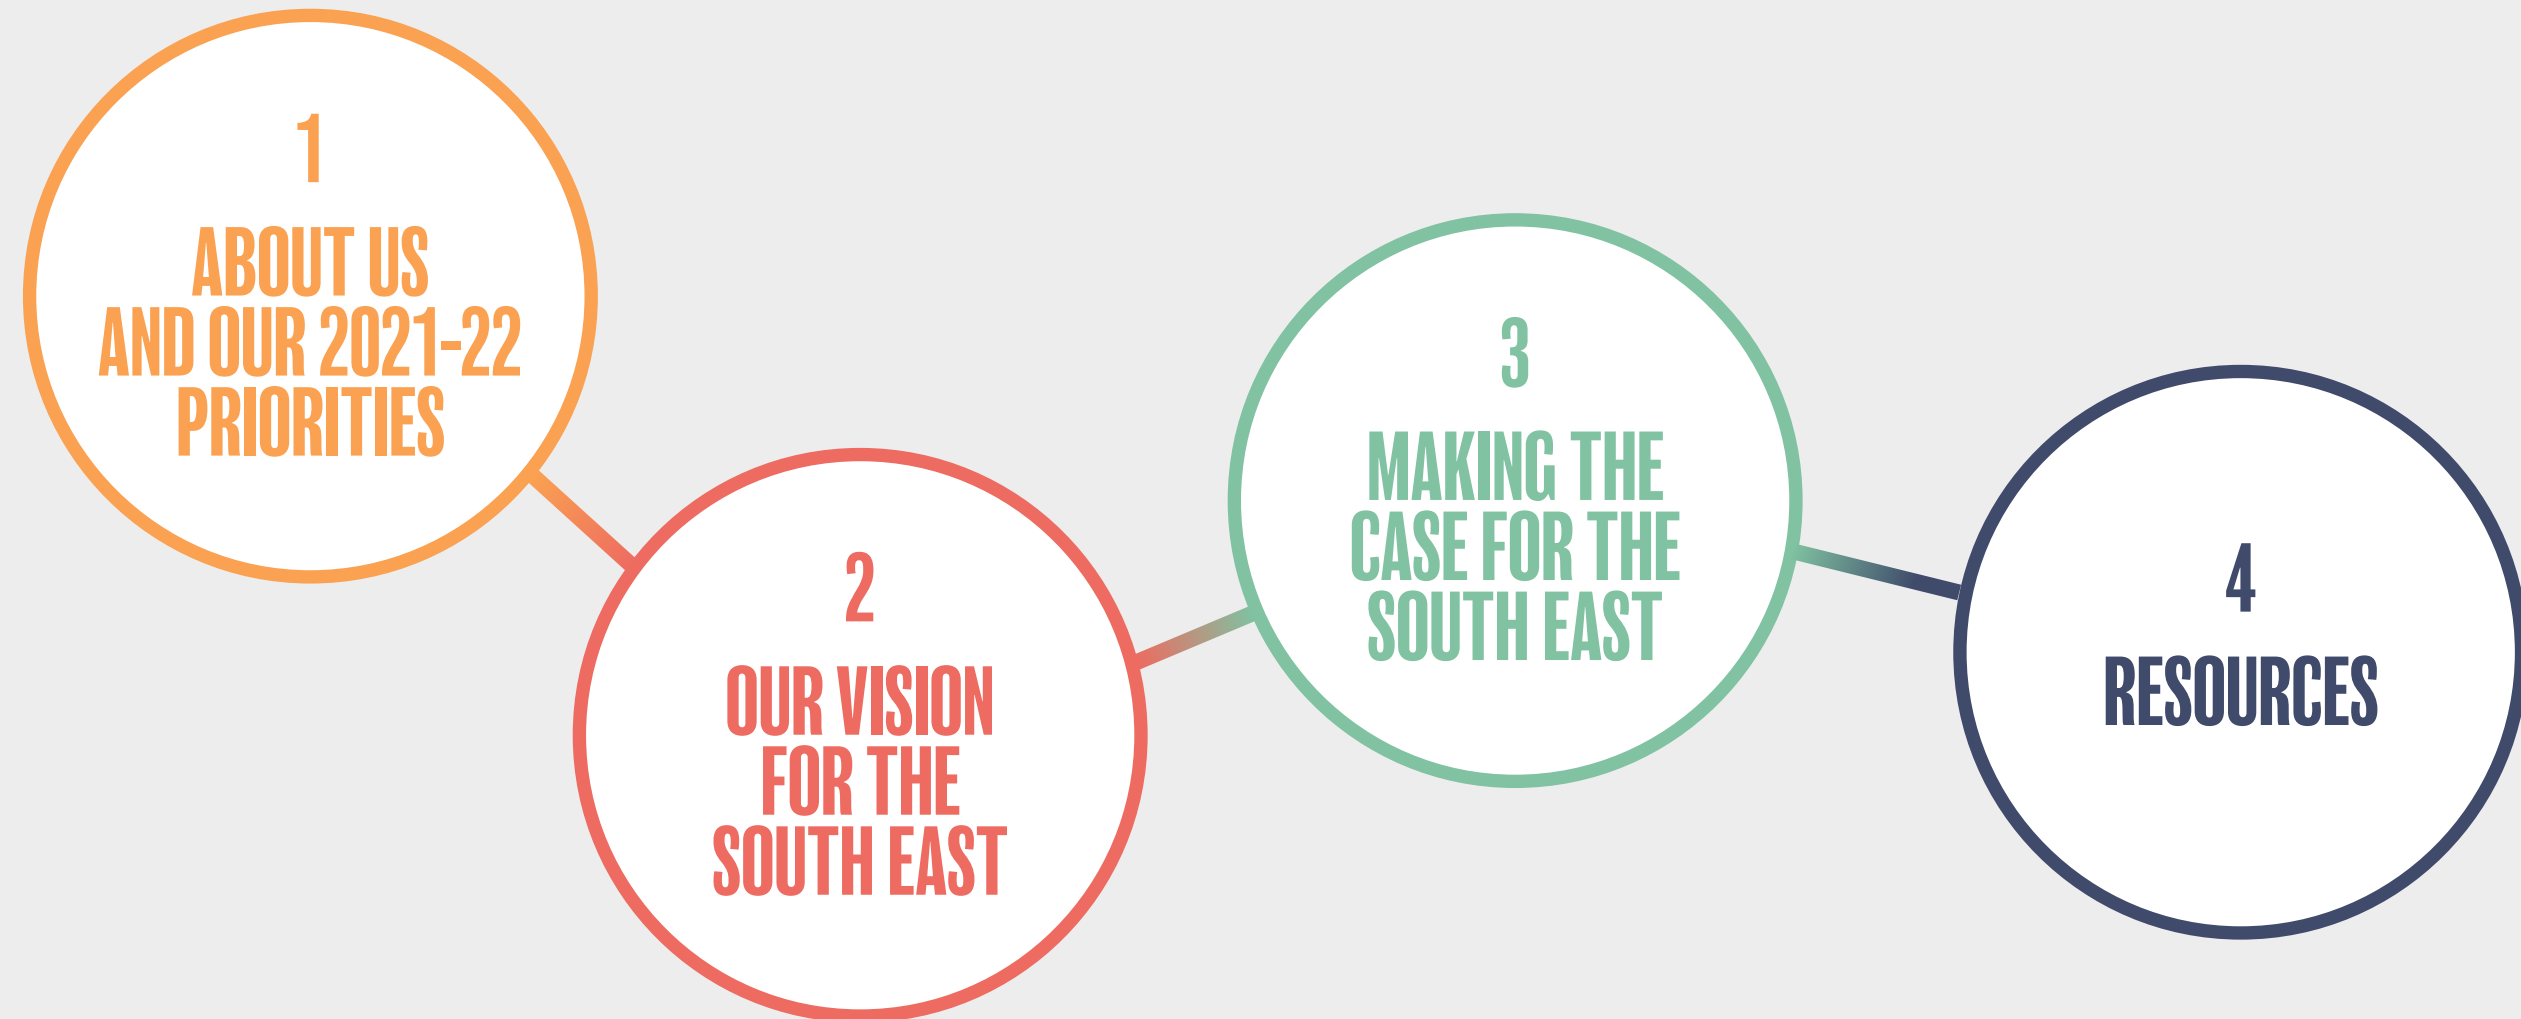 1
ABOUT US
AND OUR 2021-22
PRIORITIES
2
OUR VISION
FOR THE
SOUTH EAST
3
MAKING THE
CASE FOR THE
SOUTH EAST
4
RESOURCES